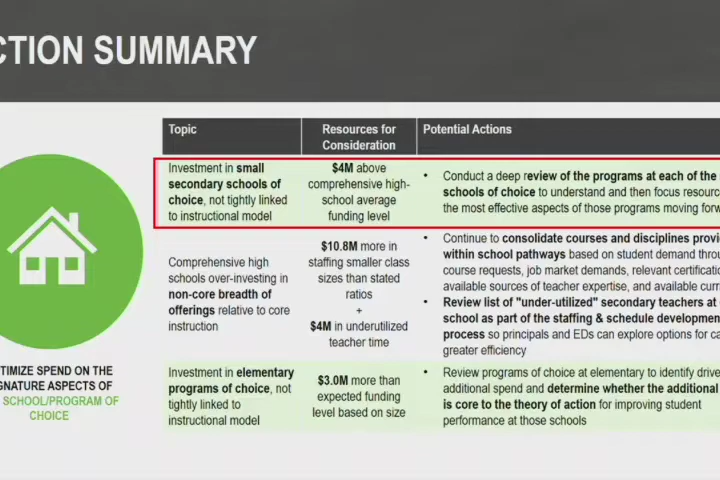 CTION SUMMARY
Topic
Resources for
Consideration
Potential Actions
Investment in small
secondary schools of
choice, not tightly linked
to instructional model
$4M above
comprehensive high-
school average
funding level
• Conduct a deep review of the programs at each of the
schools of choice to understand and then focus resourc
the most effective aspects of those programs moving forw
Comprehensive high
schools over-investing in
non-core breadth of
offerings relative to core
instruction
$10.8M more in
staffing smaller class
sizes than stated
ratios
+
$4M in underutilized
teacher time
• Continue to consolidate courses and disciplines provi
within school pathways based on student demand throu
course requests, job market demands, relevant certificatio
available sources of teacher expertise, and available curr
• Review list of "under-utilized" secondary teachers at
school as part of the staffing & schedule developmen
process so principals and EDs can explore options for ca
greater efficiency
Investment in elementary
programs of choice, not
tightly linked to
instructional model
$3.0M more than
expected funding
level based on size
• Review programs of choice at elementary to identify drive
additional spend and determine whether the additional
is core to the theory of action for improving student
performance at those schools
TIMIZE SPEND ON THE
GNATURE ASPECTS OF
SCHOOL/PROGRAM OF
CHOICE